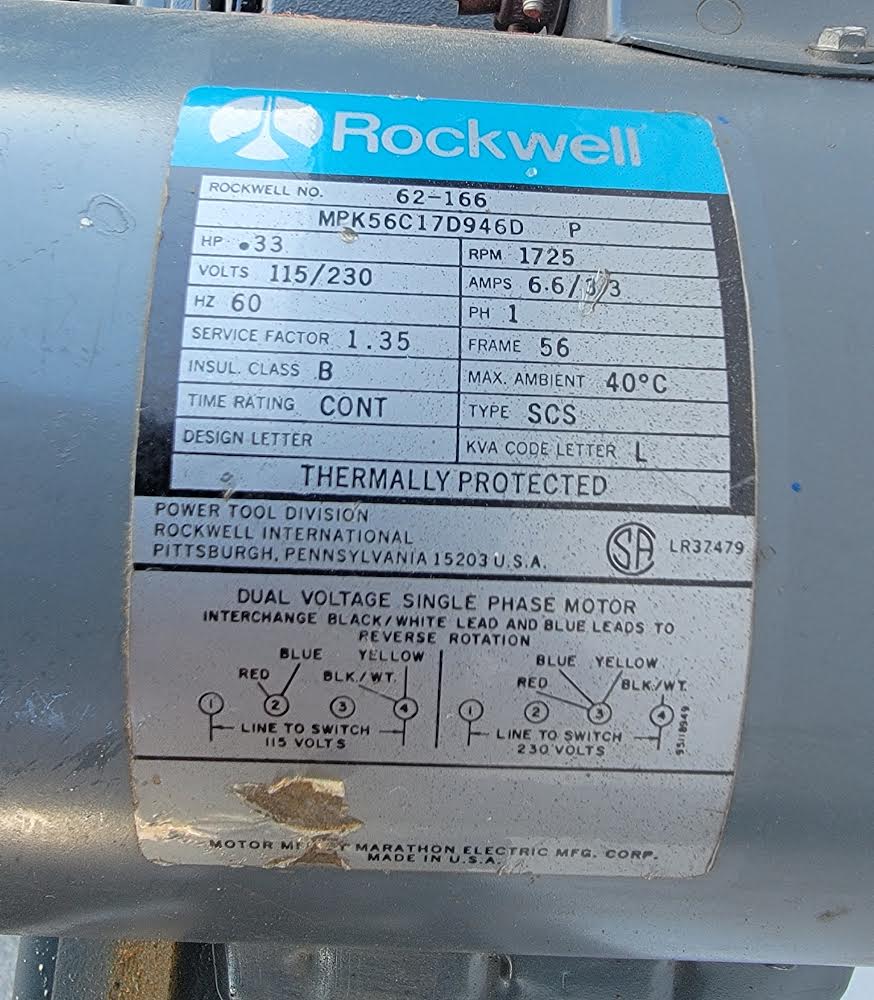 Rockwell
ROCKWELL NO. 62-166
MPK56C17D946D P
HP .33 RPM 1725
VOLTS 115/230 AMPS 6.6/3.3
HZ 60 PH 1
SERVICE FACTOR 1.35 FRAME 56
INSUL. CLASS B MAX. AMBIENT 40°C
TIME RATING CONT TYPE SCS
DESIGN LETTER KVA CODE LETTER L
THERMALLY PROTECTED
POWER TOOL DIVISION
ROCKWELL INTERNATIONAL
PITTSBURGH, PENNSYLVANIA 15203 U.S.A.
SA LR37479
DUAL VOLTAGE SINGLE PHASE MOTOR
INTERCHANGE BLACK/WHITE LEAD AND BLUE LEADS TO
REVERSE ROTATION
BLUE YELLOW
RED BLK./WT.
1 2 3 4
LINE TO SWITCH
115 VOLTS
BLUE YELLOW
RED BLK./WT.
1 2 3 4
LINE TO SWITCH
230 VOLTS
MOTOR MARATHON ELECTRIC MFG. CORP.
MADE IN U.S.A.